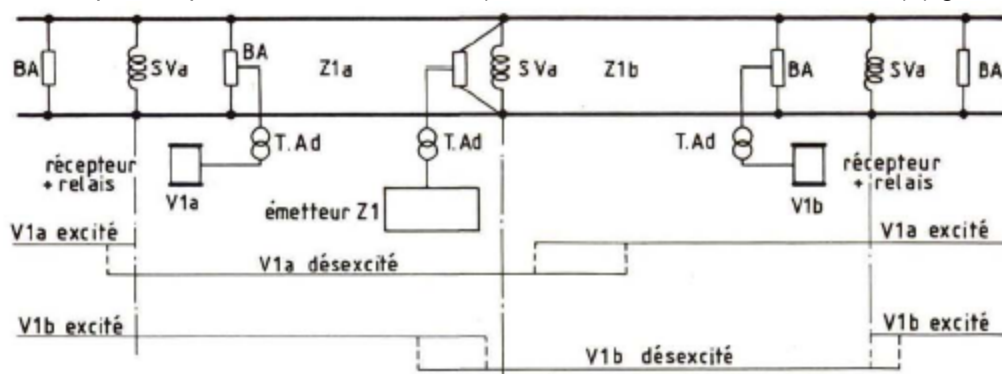 BA
SVa
BA
Z1a
SVa
Z1b
BA
SVa
BA
T.Ad
T.Ad
T.Ad
récepteur
+ relais
V1a
émetteur Z1
V1b
récepteur
+ relais
V1a excité
V1a désexcité
V1a excité
V1b excité
V1b désexcité
V1b excité